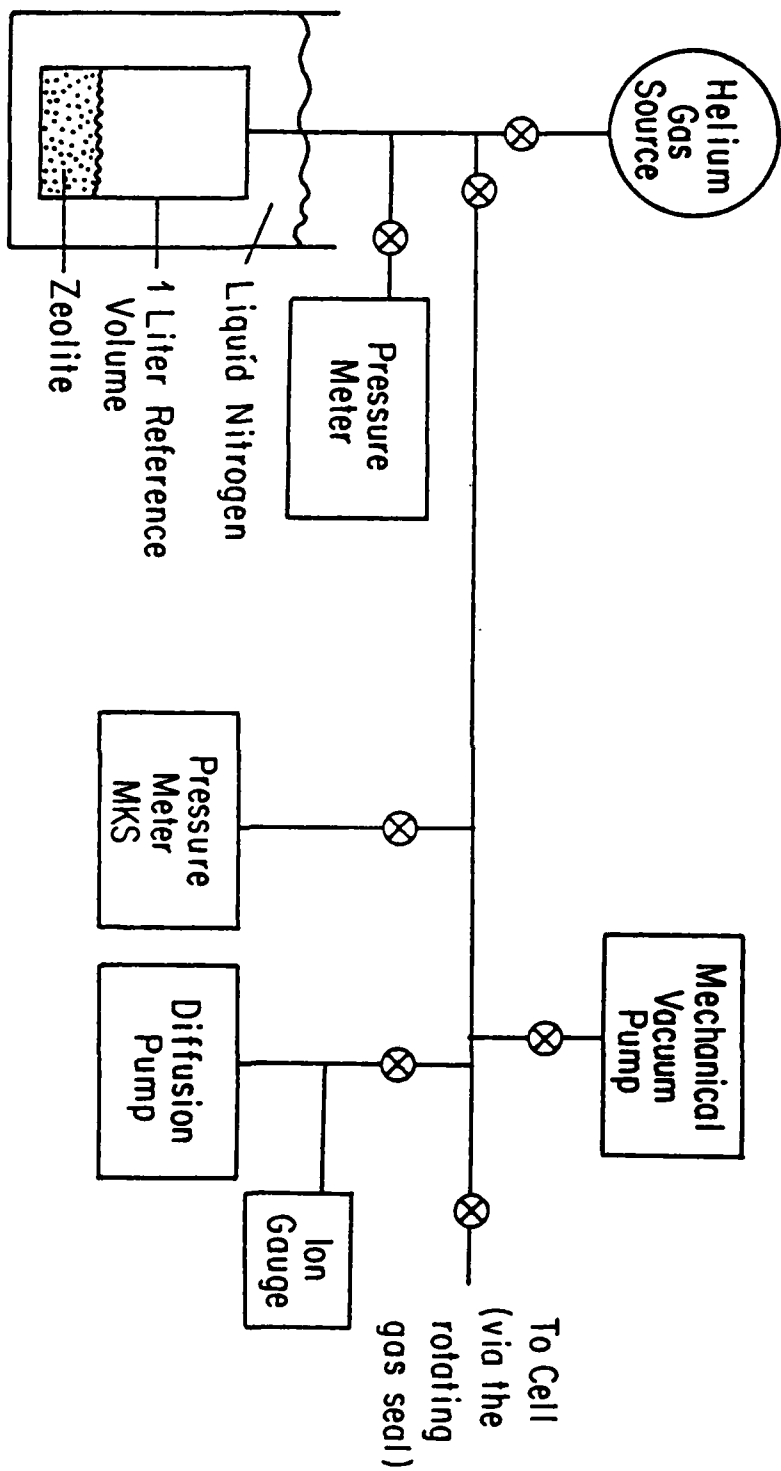 Helium
Gas
Source
Pressure
Meter
Liquid Nitrogen
1 Liter Reference
Volume
Zeolite
Pressure
Meter
MKS
Mechanical
Vacuum
Pump
Diffusion
Pump
Ion
Gauge
To Cell
(via the
rotating
gas seal)